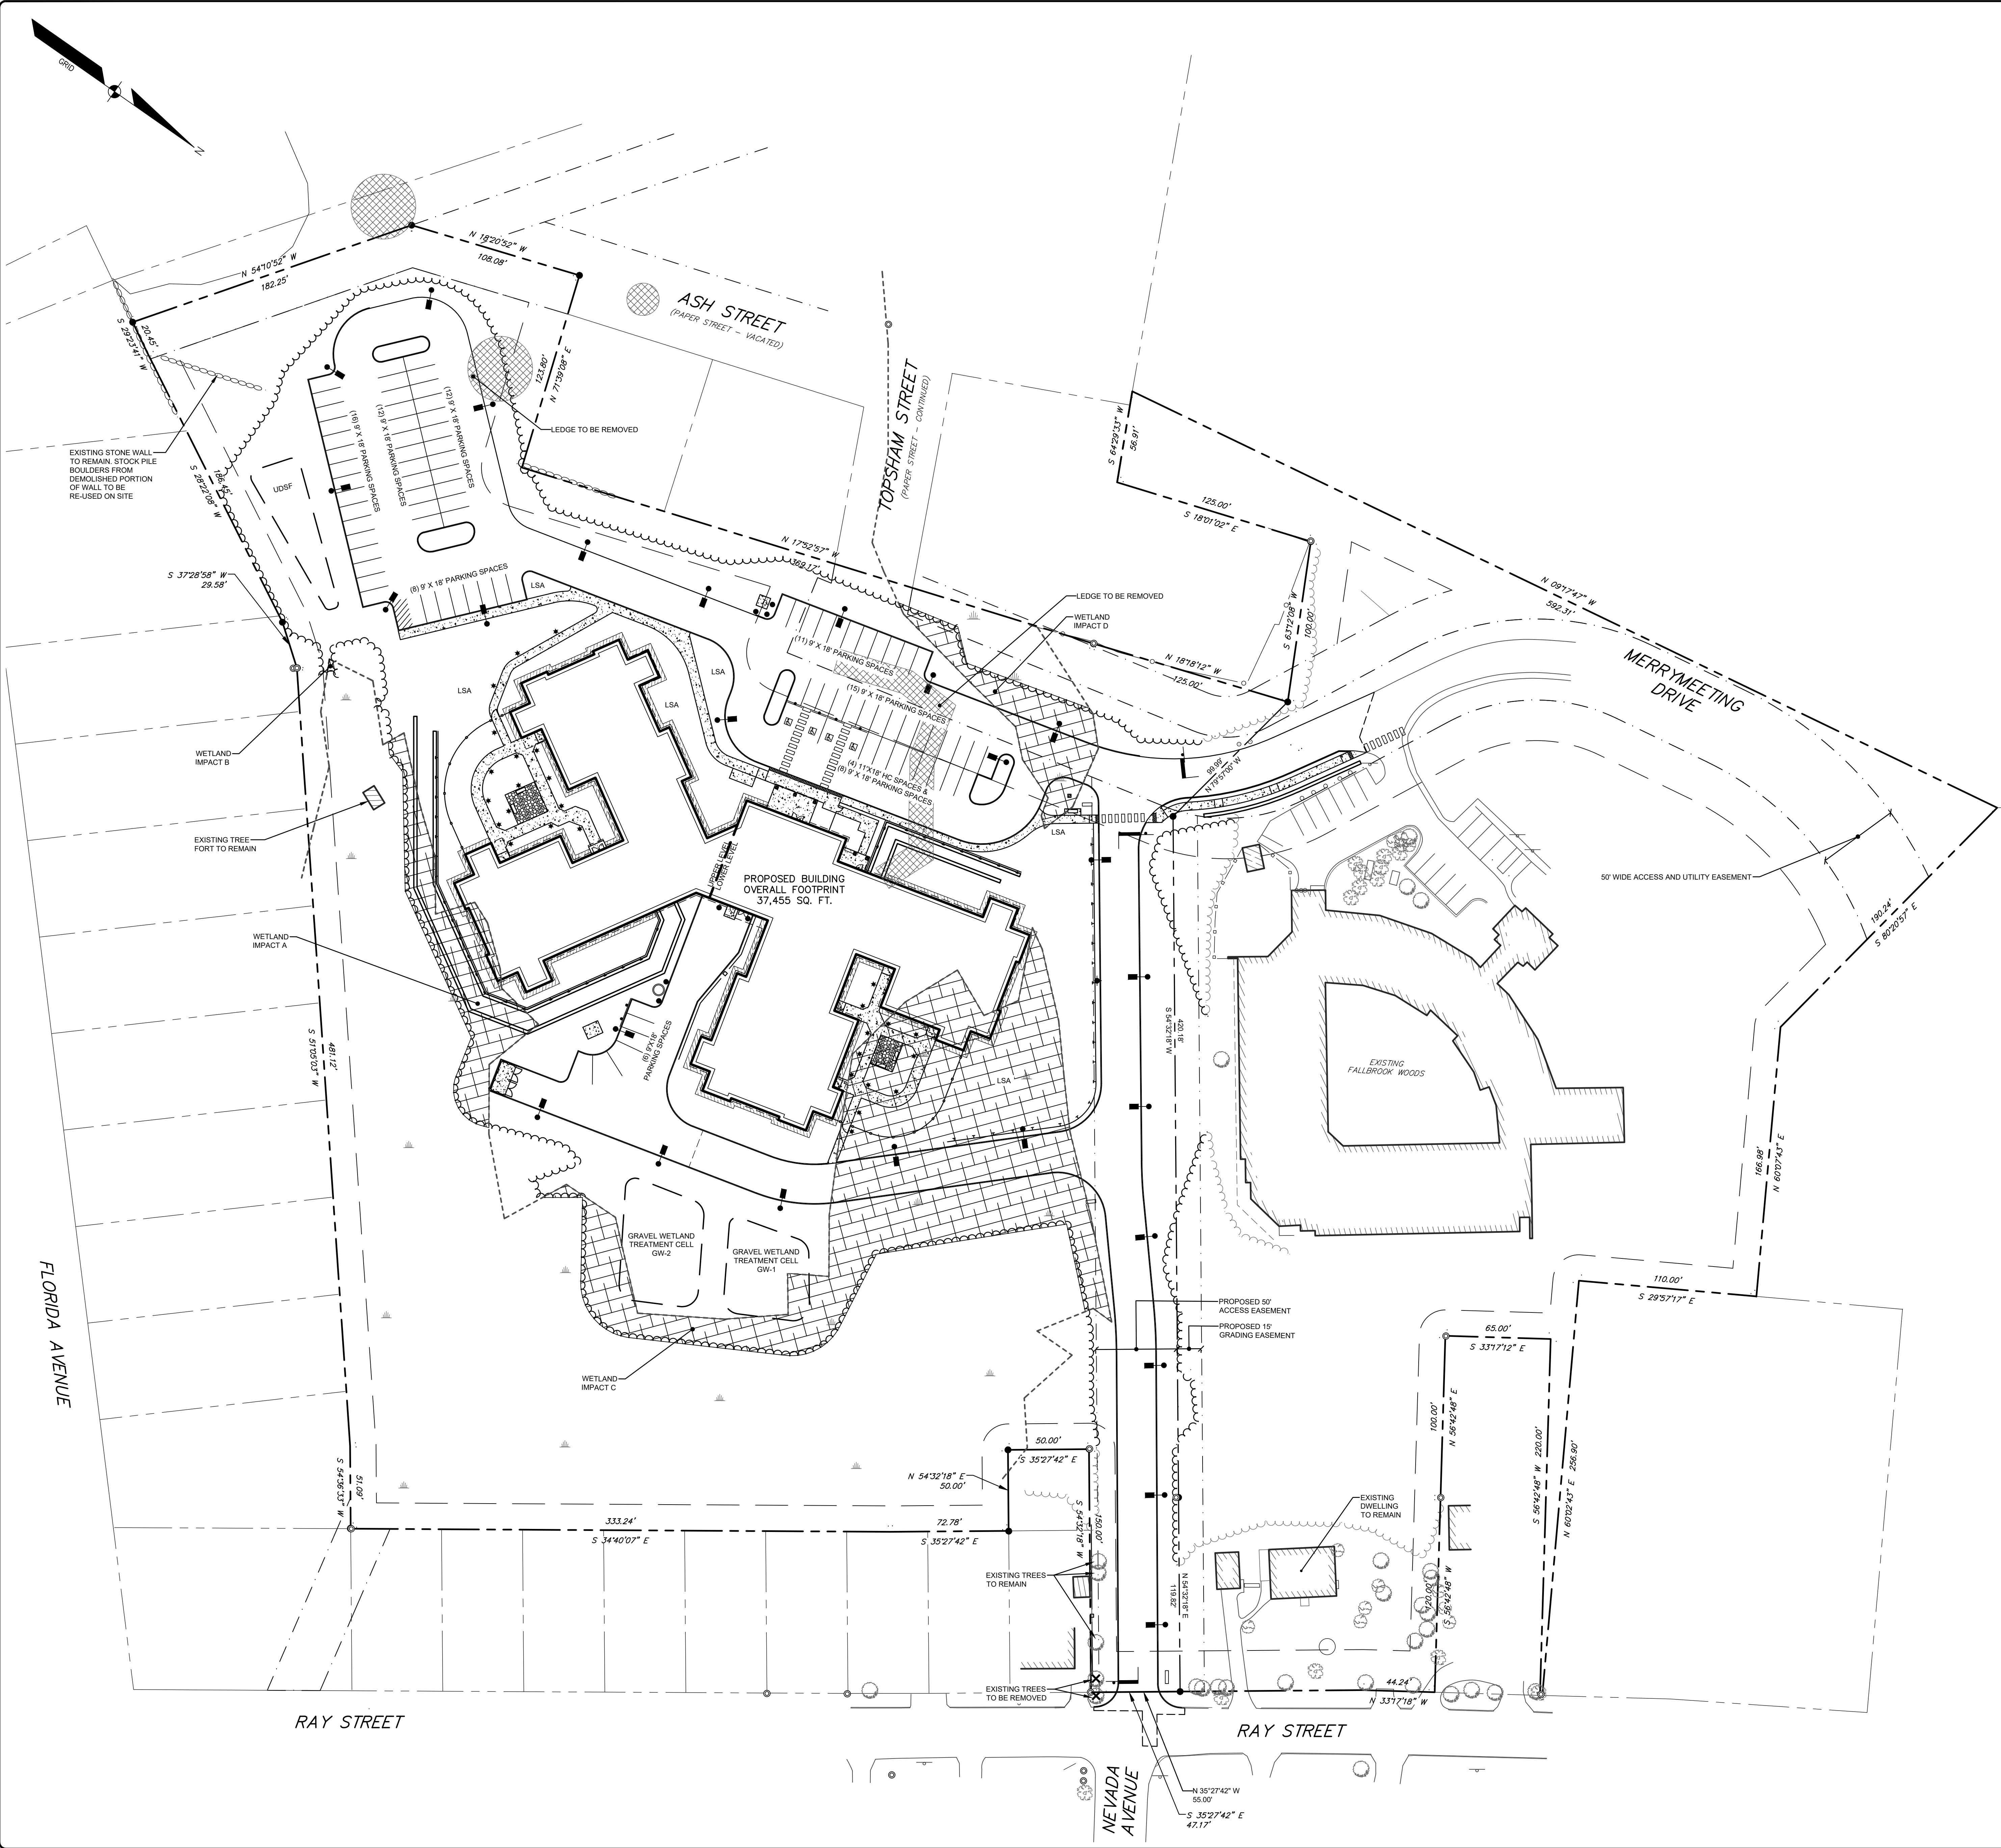 GRID
N
N 54°10'52" W
182.25'
N 18°20'52" W
108.08'
ASH STREET
(PAPER STREET - VACATED)
20.45'
S 29°23'41" W
123.80'
N 71°39'08" E
TOPSHAM STREET
(PAPER STREET - CONTINUED)
S 64°29'33" W
56.91'
(16) 9' X 18' PARKING SPACES
(12) 9' X 18' PARKING SPACES
(12) 9' X 18' PARKING SPACES
LEDGE TO BE REMOVED
EXISTING STONE WALL
TO REMAIN. STOCK PILE
BOULDERS FROM
DEMOLISHED PORTION
OF WALL TO BE
RE-USED ON SITE
186.45'
S 28°22'08" W
UDSF
125.00'
S 18°01'02" E
N 17°52'57" W
369.17'
S 37°28'58" W
29.58'
(8) 9' X 18' PARKING SPACES
LSA
N 09°17'47" W
592.31'
LEDGE TO BE REMOVED
WETLAND
IMPACT D
S 63°12'08" W
100.00'
(11) 9' X 18' PARKING SPACES
N 18°18'12" W
125.00'
MERRYMEETING
DRIVE
LSA
LSA
LSA
(15) 9' X 18' PARKING SPACES
WETLAND
IMPACT B
(4) 11'X18' HC SPACES &
(8) 9' X 18' PARKING SPACES
99.99'
N 79°57'00" W
LSA
EXISTING TREE
FORT TO REMAIN
UPPER LEVEL
LOWER LEVEL
PROPOSED BUILDING
OVERALL FOOTPRINT
37,455 SQ. FT.
50' WIDE ACCESS AND UTILITY EASEMENT
190.24'
S 80°20'57" E
WETLAND
IMPACT A
481.12'
S 51°05'03" W
(6) 9'X18'
PARKING SPACES
420.18'
S 54°32'18" W
LSA
EXISTING
FALLBROOK WOODS
166.98'
N 60°07'43" E
GRAVEL WETLAND
TREATMENT CELL
GW-2
GRAVEL WETLAND
TREATMENT CELL
GW-1
FLORIDA AVENUE
110.00'
S 29°57'17" E
PROPOSED 50'
ACCESS EASEMENT
PROPOSED 15'
GRADING EASEMENT
65.00'
S 33°17'12" E
WETLAND
IMPACT C
100.00'
N 56°42'48" E
50.00'
S 35°27'42" E
S 56°42'48" W 220.00'
N 60°02'43" E 256.90'
N 54°32'18" E
50.00'
51.09'
S 54°36'33" W
EXISTING
DWELLING
TO REMAIN
333.24'
S 34°40'07" E
72.78'
S 35°27'42" E
150.00'
S 54°32'18" W
EXISTING TREES
TO REMAIN
N 54°32'18" E
119.82'
120.00'
S 56°42'48" W
EXISTING TREES
TO BE REMOVED
44.24'
N 33°17'18" W
RAY STREET
RAY STREET
NEVADA
AVENUE
N 35°27'42" W
55.00'
S 35°27'42" E
47.17'